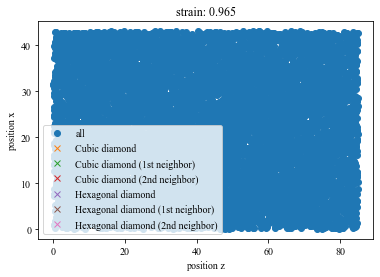 strain: 0.965
position x
40
30
20
10
0
all
Cubic diamond
Cubic diamond (1st neighbor)
Cubic diamond (2nd neighbor)
Hexagonal diamond
Hexagonal diamond (1st neighbor)
Hexagonal diamond (2nd neighbor)
0 20 40 60 80
position z